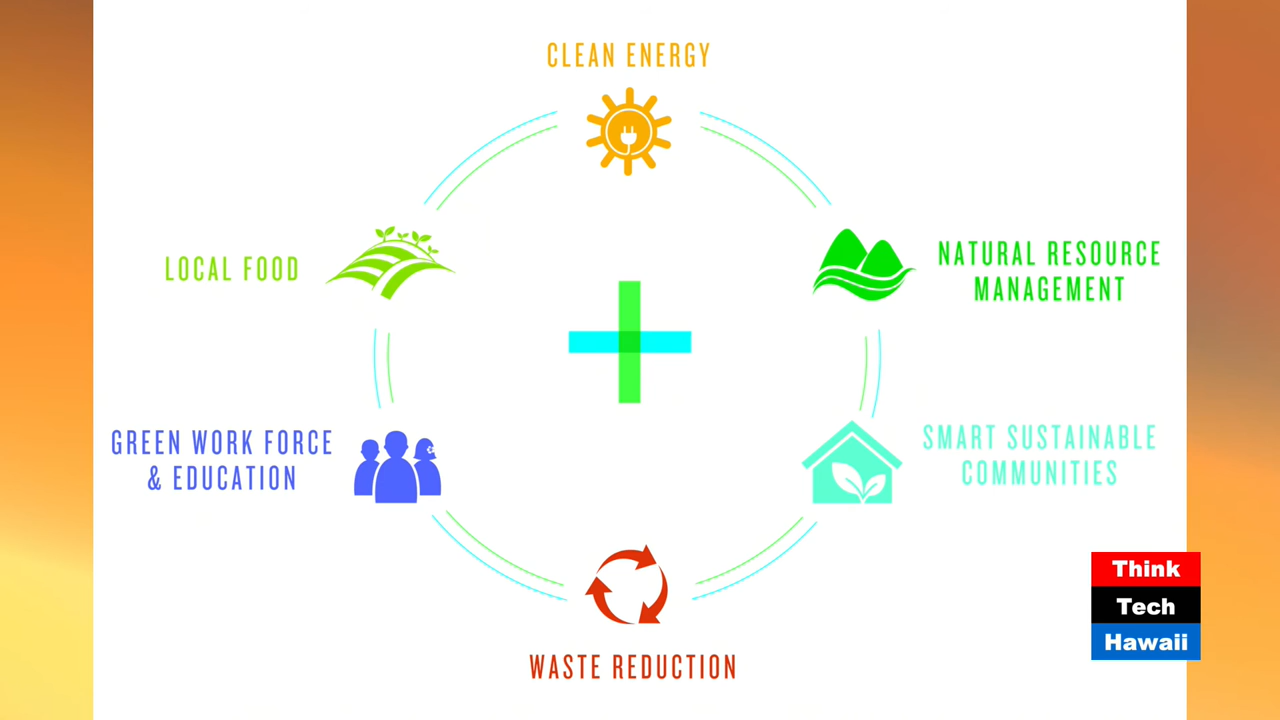 CLEAN ENERGY
LOCAL FOOD
NATURAL RESOURCE
MANAGEMENT
GREEN WORK FORCE
& EDUCATION
SMART SUSTAINABLE
COMMUNITIES
WASTE REDUCTION
Think
Tech
Hawaii